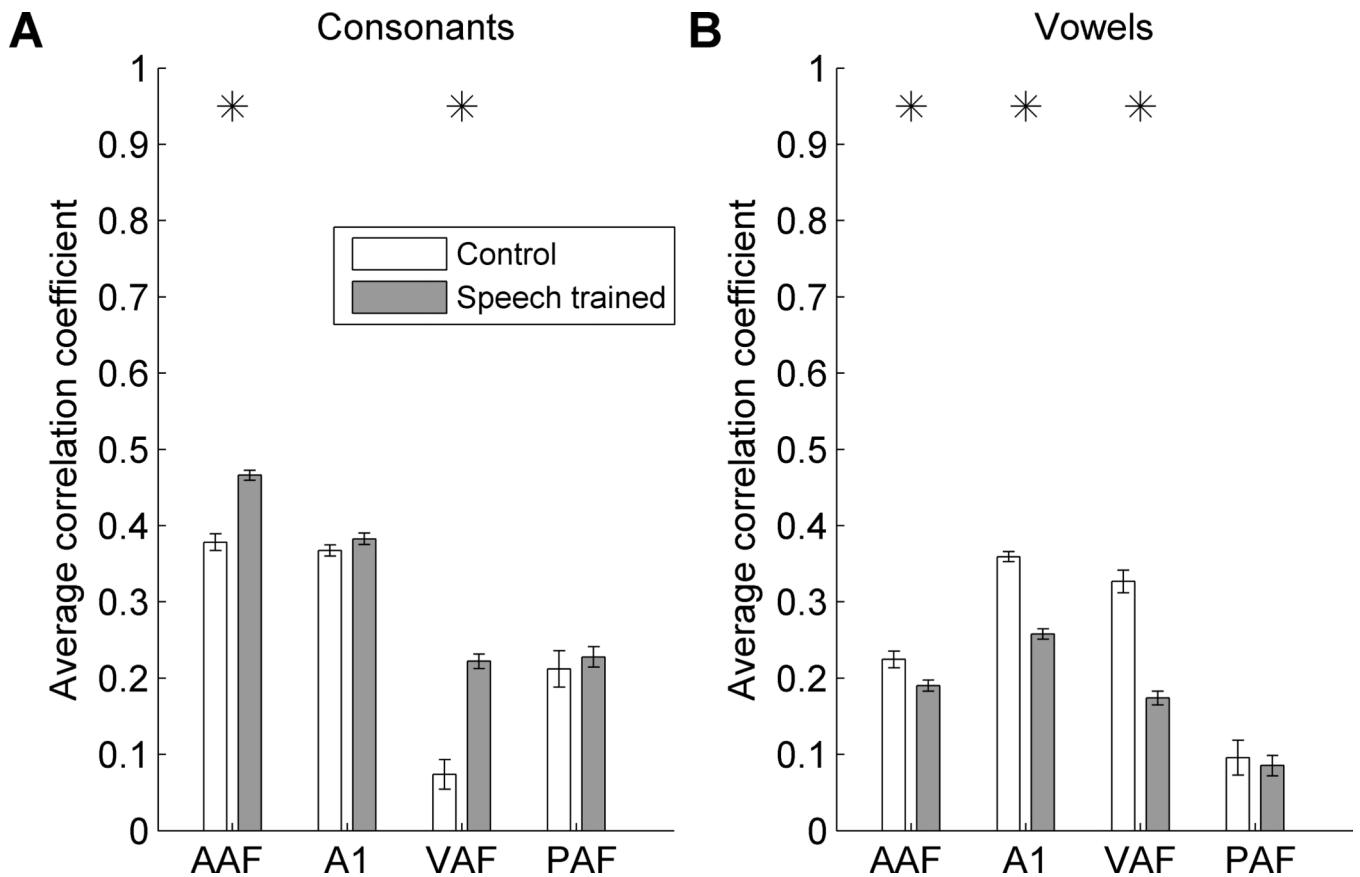 A
Consonants
Average correlation coefficient
1
0.9
0.8
0.7
0.6
0.5
0.4
0.3
0.2
0.1
0
Control
Speech trained
AAF A1 VAF PAF
B
Vowels
Average correlation coefficient
1
0.9
0.8
0.7
0.6
0.5
0.4
0.3
0.2
0.1
0
AAF A1 VAF PAF